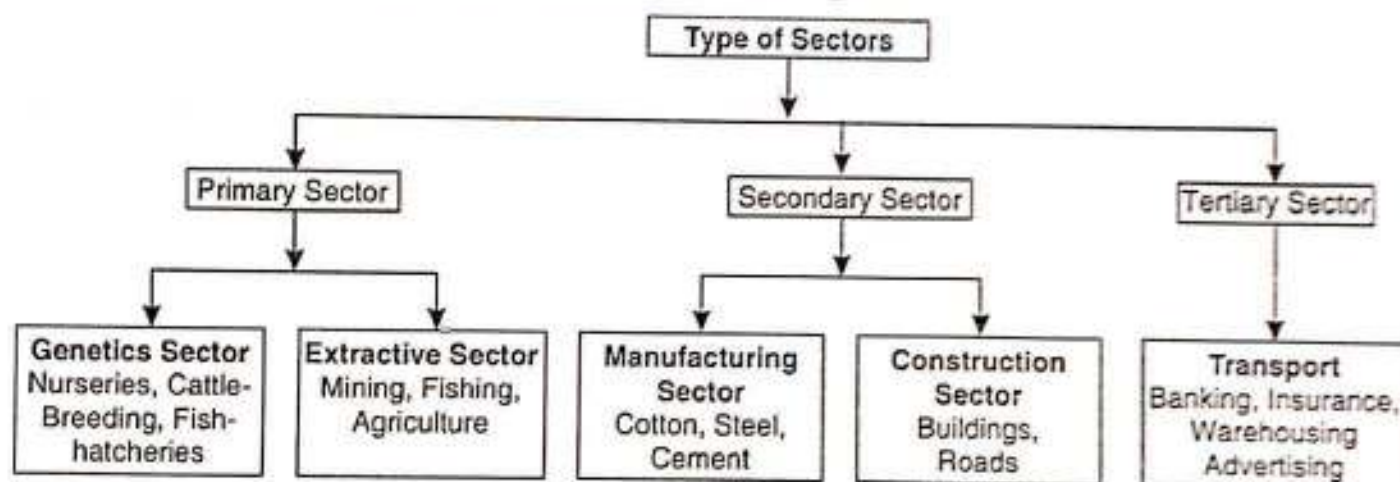 Type of Sectors
Primary Sector
Secondary Sector
Tertiary Sector
Genetics Sector
Nurseries, Cattle-
Breeding, Fish-
hatcheries
Extractive Sector
Mining, Fishing,
Agriculture
Manufacturing
Sector
Cotton, Steel,
Cement
Construction
Sector
Buildings,
Roads
Transport
Banking, Insurance,
Warehousing
Advertising